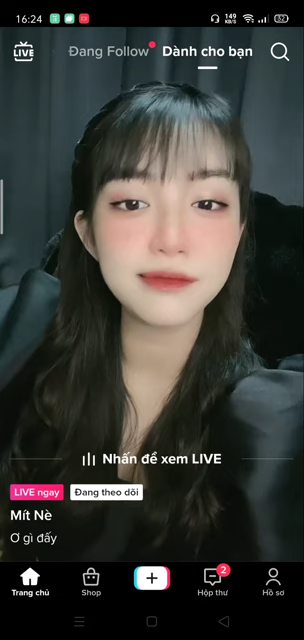 16:24
149 KB/S
52
LIVE
Đang Follow
Dành cho bạn
Nhấn để xem LIVE
LIVE ngay
Đang theo dõi
Mít Nè
Ơ gì đấy
2
Trang chủ
Shop
Hộp thư
Hồ sơ